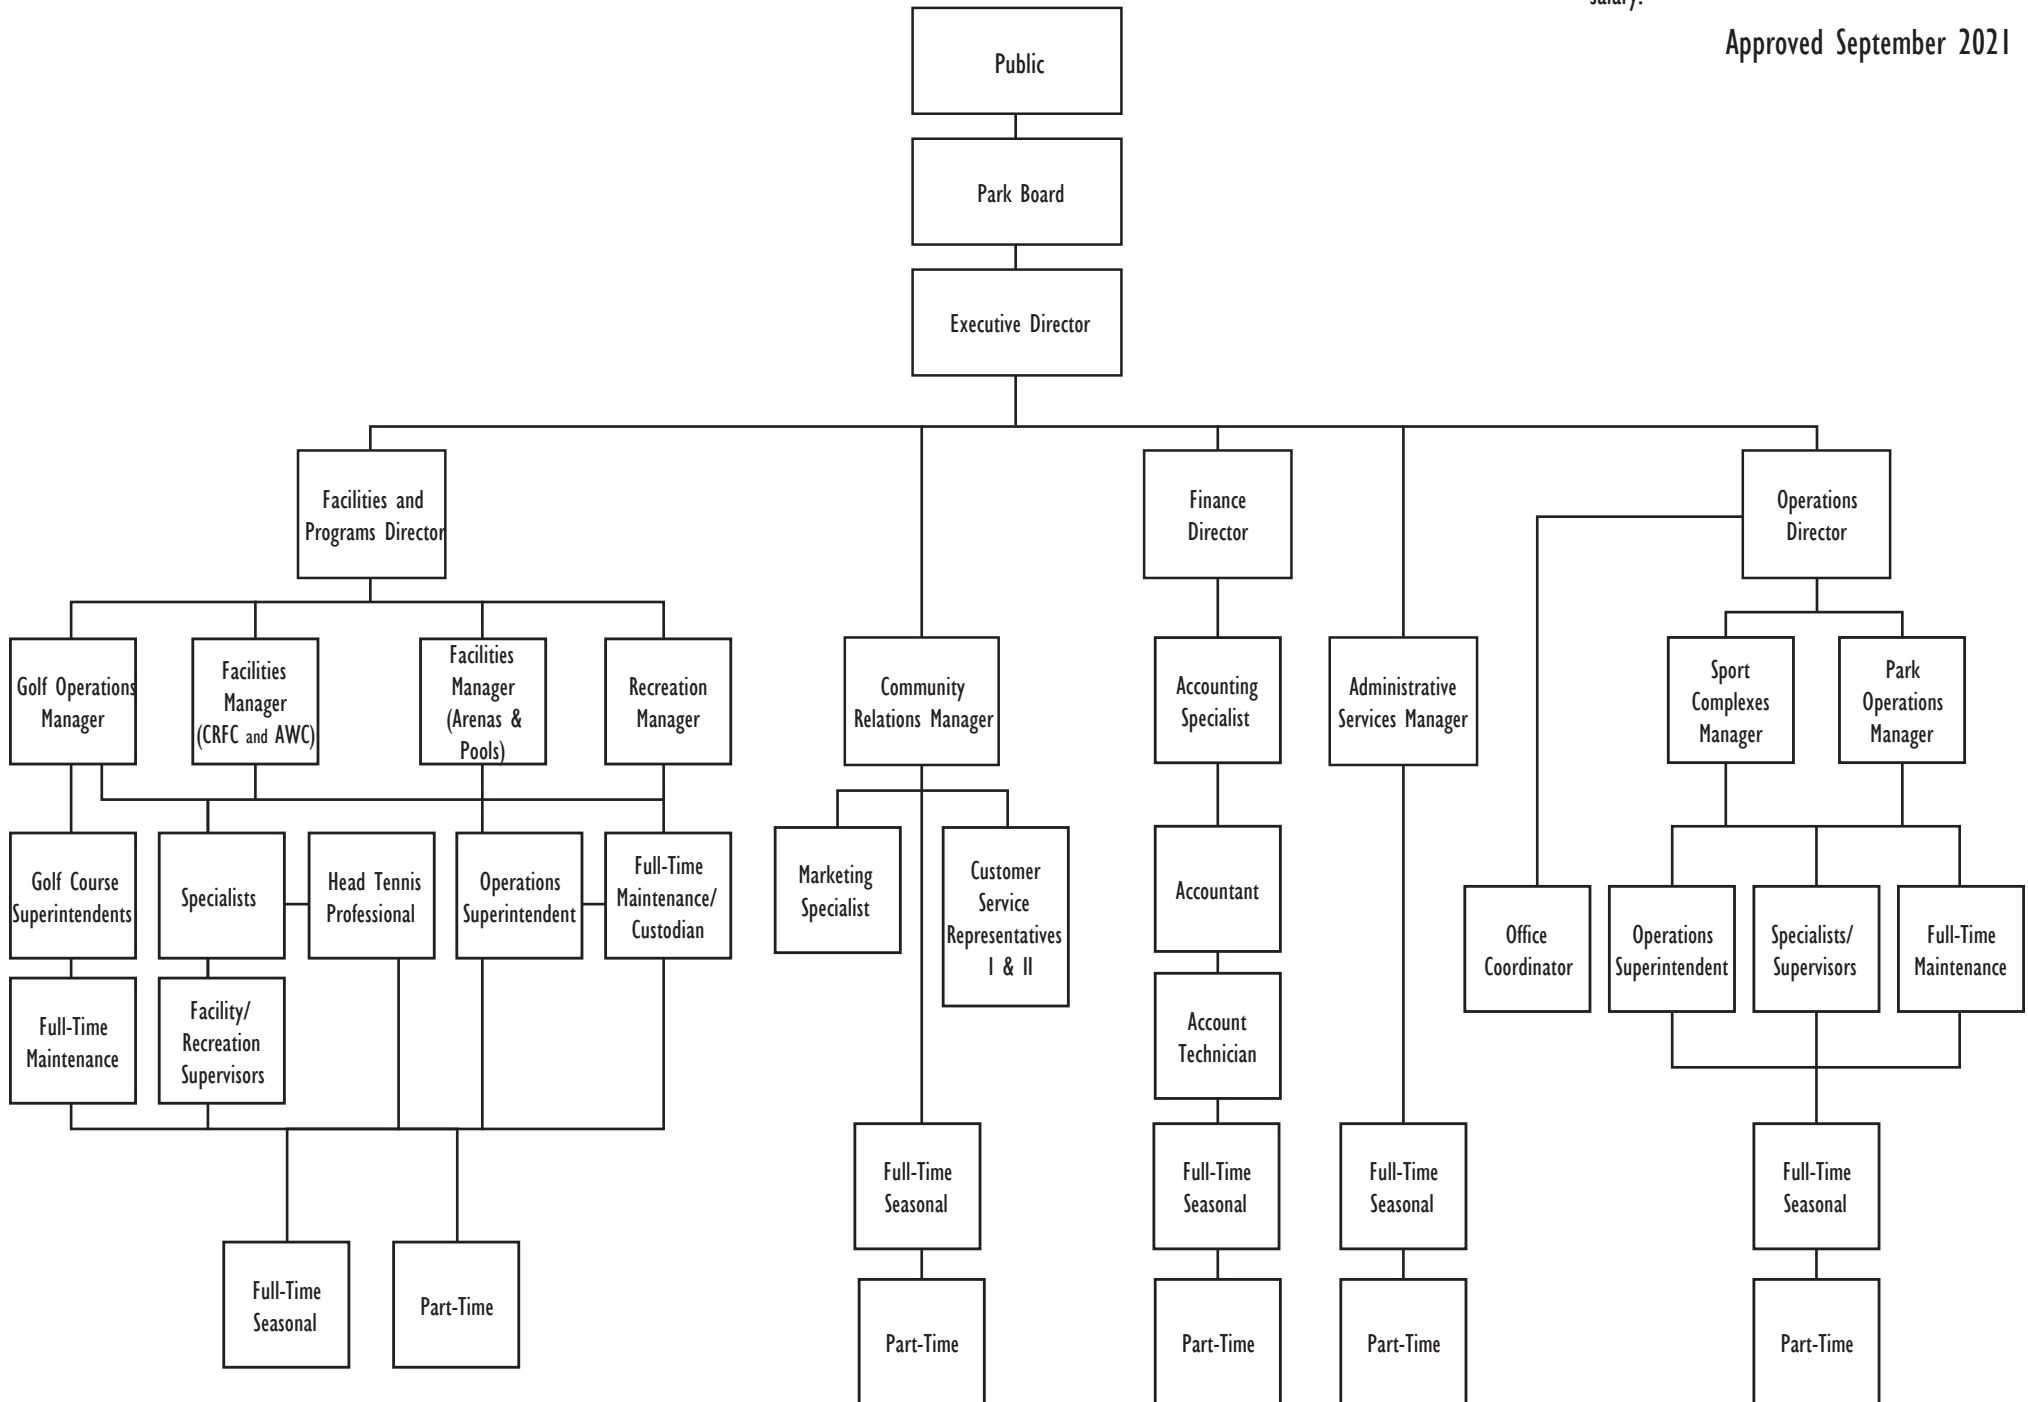 salary.
Approved September 2021
Public
Park Board
Executive Director
Facilities and
Programs Director
Finance
Director
Operations
Director
Golf Operations
Manager
Facilities
Manager
(CRFC and AWC)
Facilities
Manager
(Arenas &
Pools)
Recreation
Manager
Community
Relations Manager
Accounting
Specialist
Administrative
Services Manager
Sport
Complexes
Manager
Park
Operations
Manager
Golf Course
Superintendents
Specialists
Head Tennis
Professional
Operations
Superintendent
Full-Time
Maintenance/
Custodian
Marketing
Specialist
Customer
Service
Representatives
I & II
Accountant
Office
Coordinator
Operations
Superintendent
Specialists/
Supervisors
Full-Time
Maintenance
Full-Time
Maintenance
Facility/
Recreation
Supervisors
Account
Technician
Full-Time
Seasonal
Full-Time
Seasonal
Full-Time
Seasonal
Full-Time
Seasonal
Full-Time
Seasonal
Part-Time
Part-Time
Part-Time
Part-Time
Part-Time